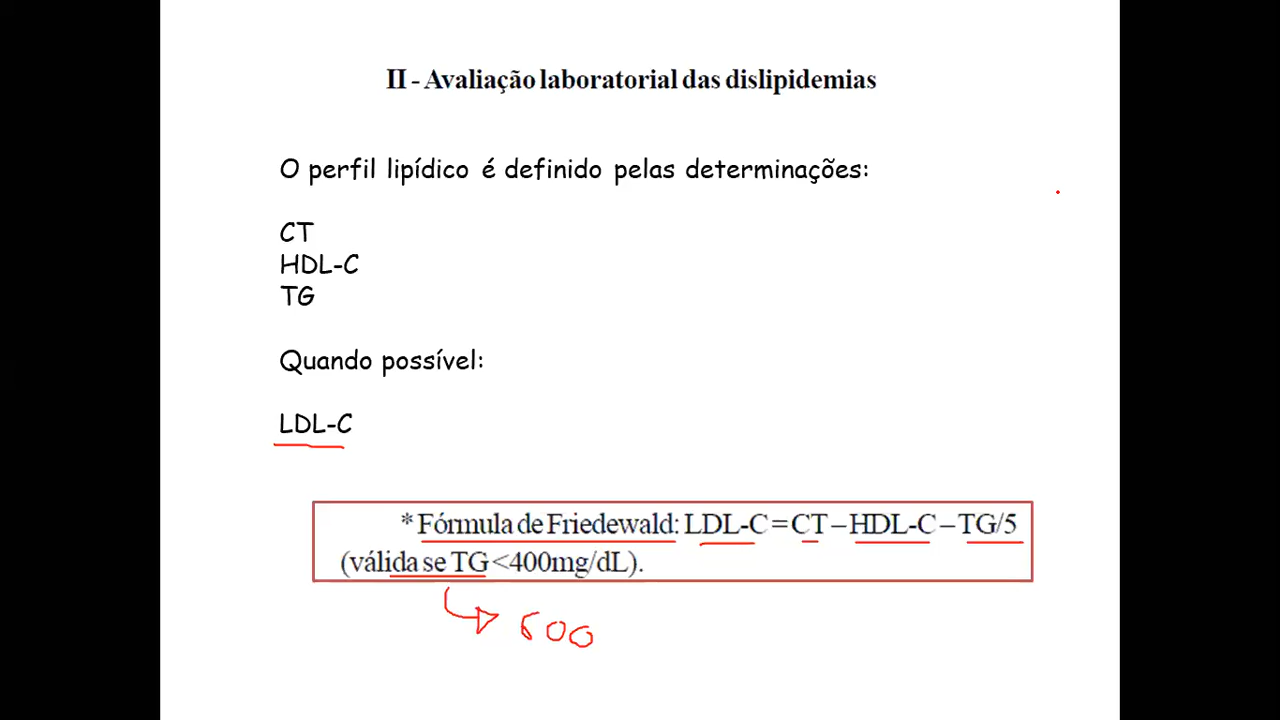 II - Avaliação laboratorial das dislipidemias
O perfil lipídico é definido pelas determinações:
CT
HDL-C
TG
Quando possível:
LDL-C
*Fórmula de Friedewald: LDL-C=CT–HDL-C–TG/5
(válida se TG<400mg/dL).
500